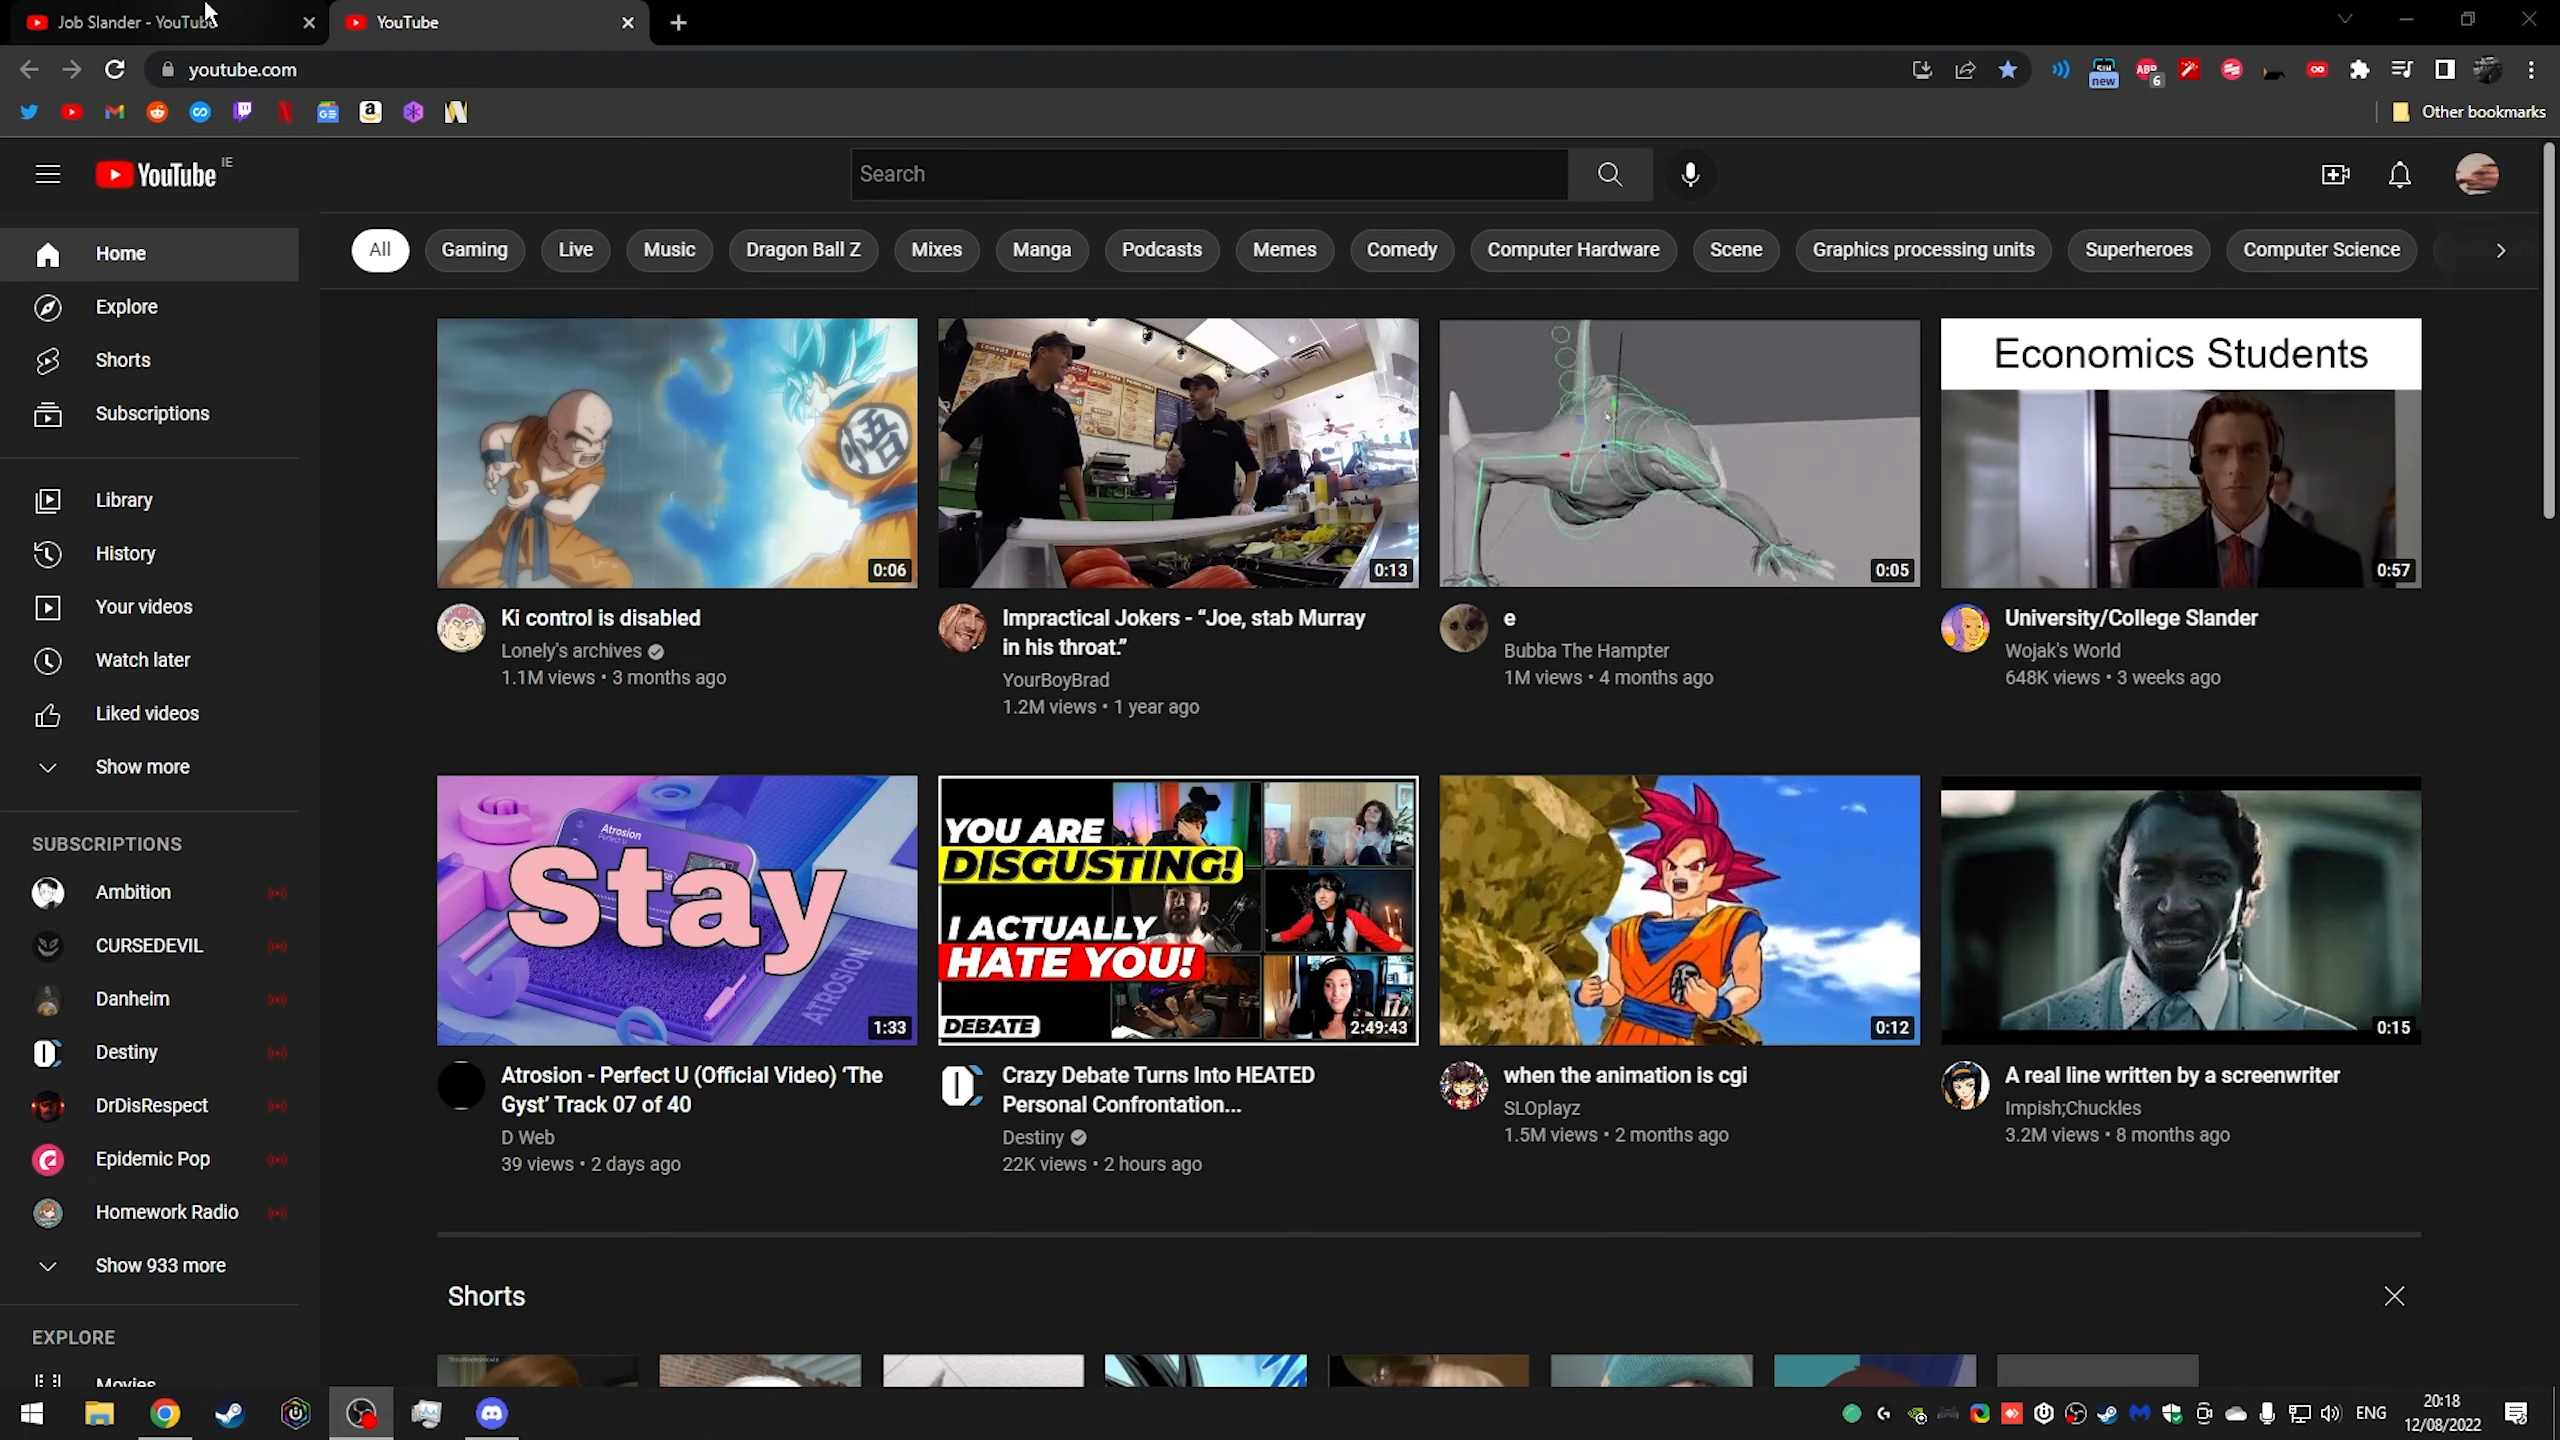 Job Slander - YouTube
YouTube
youtube.com
new
ABP
6
GE
a
Other bookmarks
YouTube
IE
Search
Home
Explore
Shorts
Subscriptions
Library
History
Your videos
Watch later
Liked videos
Show more
SUBSCRIPTIONS
Ambition
CURSEDEVIL
Danheim
Destiny
DrDisRespect
Epidemic Pop
Homework Radio
Show 933 more
EXPLORE
Movies
All
Gaming
Live
Music
Dragon Ball Z
Mixes
Manga
Podcasts
Memes
Comedy
Computer Hardware
Scene
Graphics processing units
Superheroes
Computer Science
悟
0:06
Ki control is disabled
Lonely's archives
1.1M views • 3 months ago
0:13
Impractical Jokers - “Joe, stab Murray
in his throat.”
YourBoyBrad
1.2M views • 1 year ago
0:05
e
Bubba The Hampter
1M views • 4 months ago
Economics Students
0:57
University/College Slander
Wojak's World
648K views • 3 weeks ago
Atrosion
Perfect U
Stay
ATROSION
1:33
Atrosion - Perfect U (Official Video) ‘The
Gyst’ Track 07 of 40
D Web
39 views • 2 days ago
YOU ARE
DISGUSTING!
I ACTUALLY
HATE YOU!
DEBATE
2:49:43
Crazy Debate Turns Into HEATED
Personal Confrontation...
Destiny
22K views • 2 hours ago
0:12
when the animation is cgi
SLOplayz
1.5M views • 2 months ago
0:15
A real line written by a screenwriter
Impish;Chuckles
3.2M views • 8 months ago
Shorts
ENG
20:18
12/08/2022